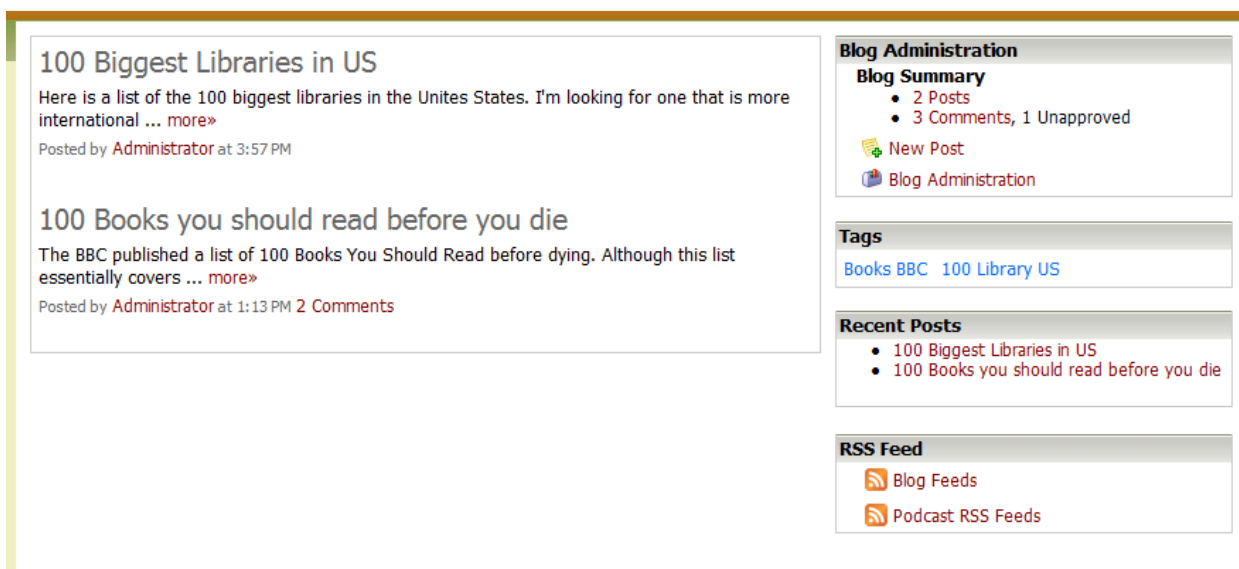 100 Biggest Libraries in US
Here is a list of the 100 biggest libraries in the Unites States. I'm looking for one that is more
international ... more»
Posted by Administrator at 3:57 PM
100 Books you should read before you die
The BBC published a list of 100 Books You Should Read before dying. Although this list
essentially covers ... more»
Posted by Administrator at 1:13 PM 2 Comments
Blog Administration
Blog Summary
• 2 Posts
• 3 Comments, 1 Unapproved
New Post
Blog Administration
Tags
Books BBC 100 Library US
Recent Posts
• 100 Biggest Libraries in US
• 100 Books you should read before you die
RSS Feed
Blog Feeds
Podcast RSS Feeds